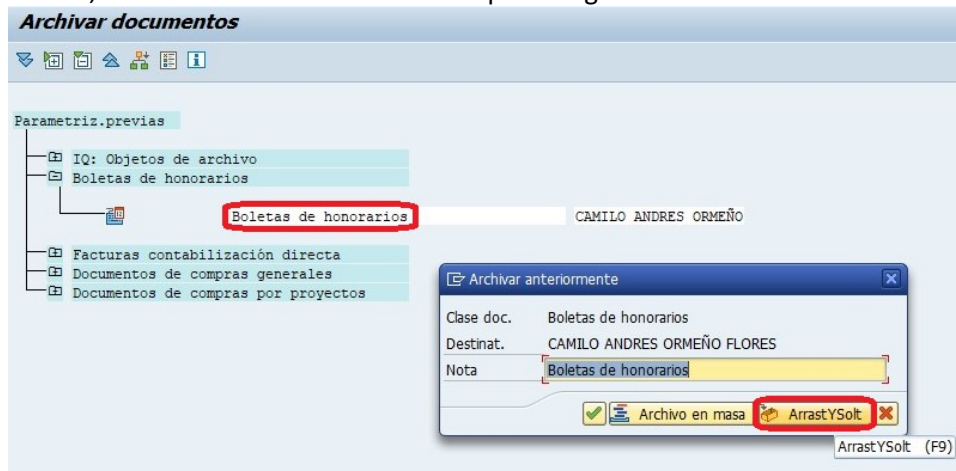 Archivar documentos
Parametriz.previas
IQ: Objetos de archivo
Boletas de honorarios
Boletas de honorarios CAMILO ANDRES ORMEÑO
Facturas contabilización directa
Documentos de compras generales
Documentos de compras por proyectos
Archivar anteriormente
Clase doc. Boletas de honorarios
Destinat. CAMILO ANDRES ORMEÑO FLORES
Nota Boletas de honorarios
Archivo en masa ArrastYSolt
ArrastYSolt (F9)